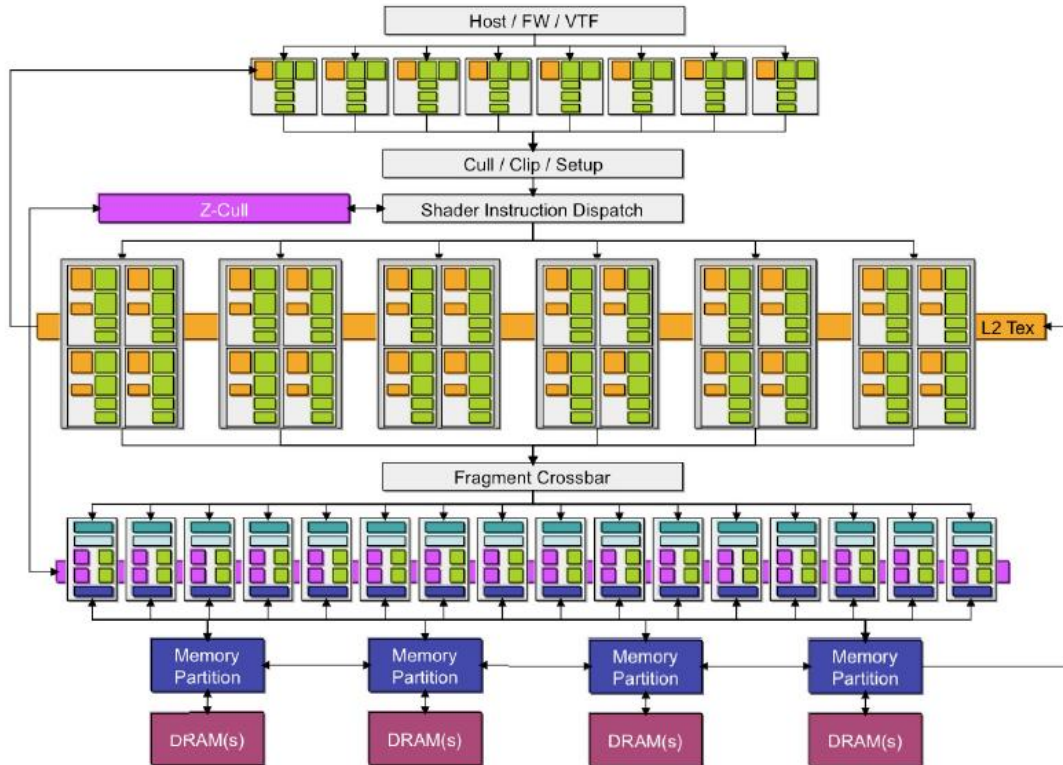 Host / FW / VTF
Cull / Clip / Setup
Z-Cull
Shader Instruction Dispatch
L2 Tex
Fragment Crossbar
Memory
Partition
Memory
Partition
Memory
Partition
Memory
Partition
DRAM(s)
DRAM(s)
DRAM(s)
DRAM(s)